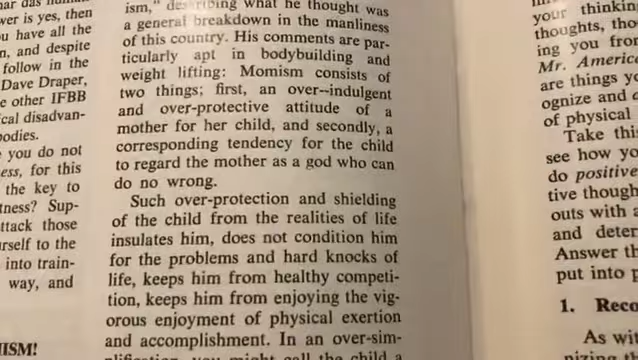 wer is yes, then
u have all the
n, and despite
follow in the
Dave Draper,
e other IFBB
ical disadvan-
odies.
you do not
ess, for this
the key to
tness? Sup-
ttack those
urself to the
into train-
way, and
ISM!
ism," describing what he thought was
a general breakdown in the manliness
of this country. His comments are par-
ticularly apt in bodybuilding and
weight lifting: Momism consists of
two things; first, an over—indulgent
and over-protective attitude of a
mother for her child, and secondly, a
corresponding tendency for the child
to regard the mother as a god who can
do no wrong.
Such over-protection and shielding
of the child from the realities of life
insulates him, does not condition him
for the problems and hard knocks of
life, keeps him from healthy competi-
tion, keeps him from enjoying the vig-
orous enjoyment of physical exertion
and accomplishment. In an over-sim-
plification, you might call the child a
your thinkin
thoughts, tho
ing you fro
Mr. Americ
are things y
ognize and
of physical
Take thi
see how yo
do positive
tive though
outs with
and deter
Answer th
put into p
1. Reco
As wit